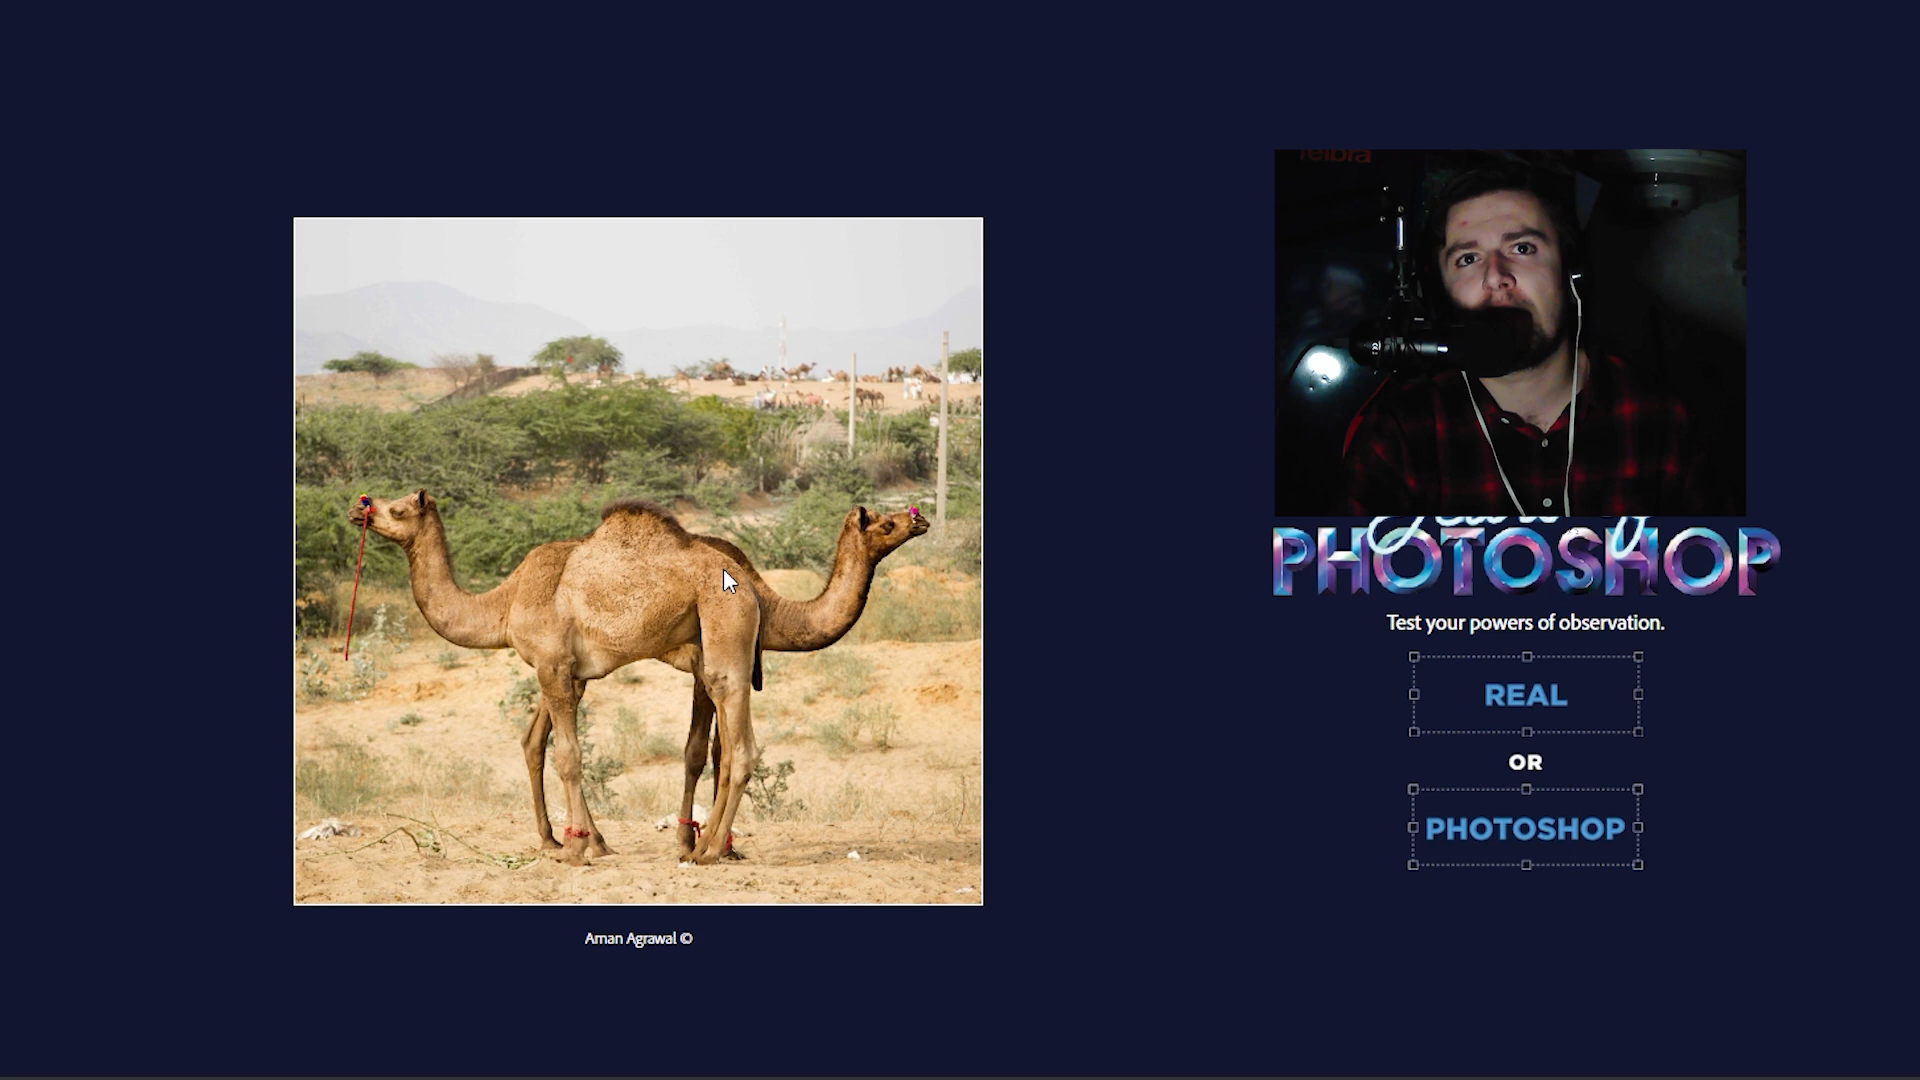 PHOTOSHOP
Test your powers of observation.
REAL
OR
PHOTOSHOP
Aman Agrawal ©